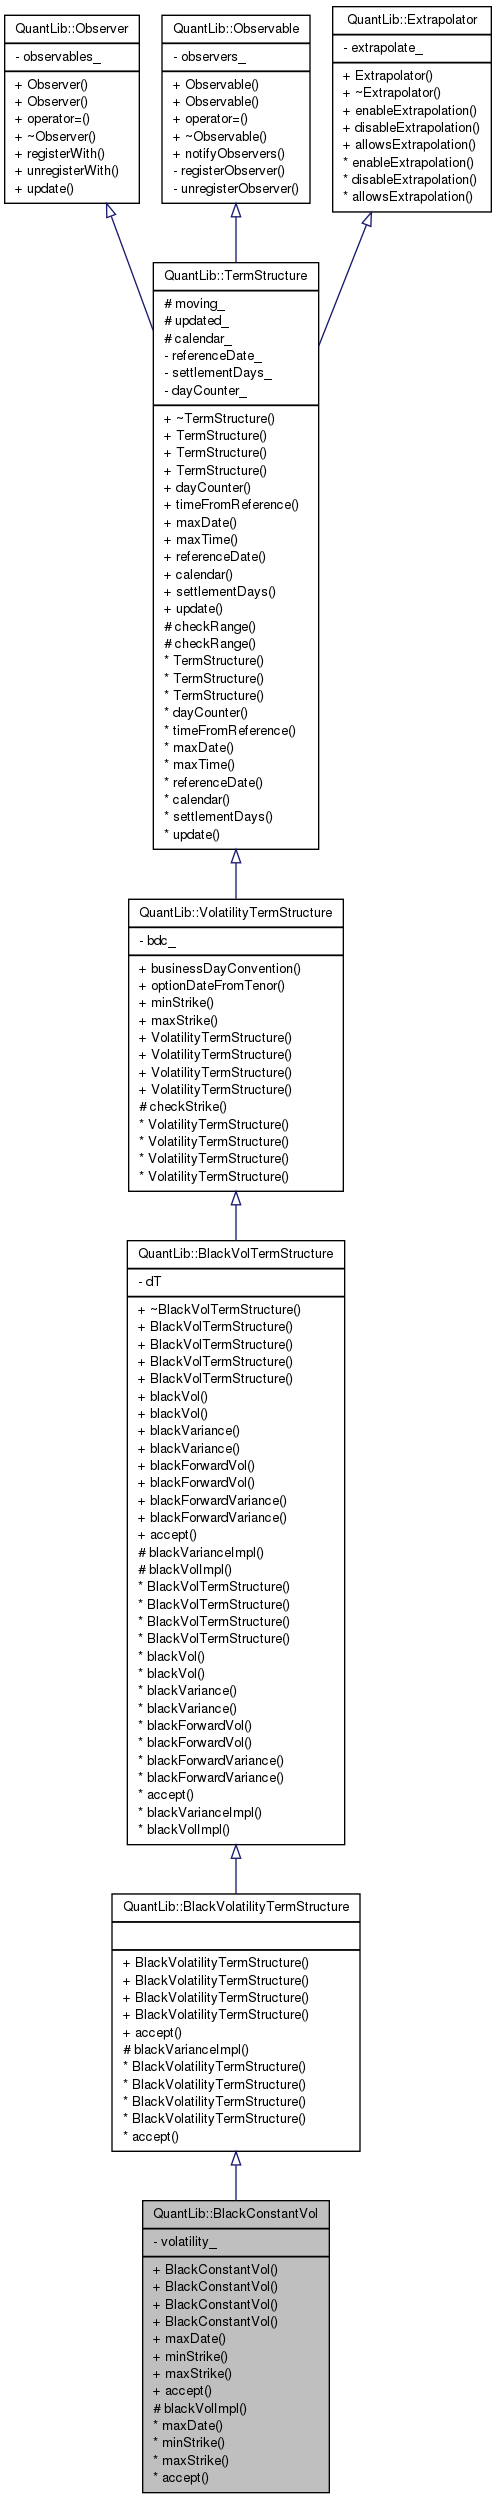 QuantLib::Observer
- observables_
+ Observer()
+ Observer()
+ operator=()
+ ~Observer()
+ registerWith()
+ unregisterWith()
+ update()
QuantLib::Observable
- observers_
+ Observable()
+ Observable()
+ operator=()
+ ~Observable()
+ notifyObservers()
- registerObserver()
- unregisterObserver()
QuantLib::Extrapolator
- extrapolate_
+ Extrapolator()
+ ~Extrapolator()
+ enableExtrapolation()
+ disableExtrapolation()
+ allowsExtrapolation()
* enableExtrapolation()
* disableExtrapolation()
* allowsExtrapolation()
QuantLib::TermStructure
# moving_
# updated_
# calendar_
- referenceDate_
- settlementDays_
- dayCounter_
+ ~TermStructure()
+ TermStructure()
+ TermStructure()
+ TermStructure()
+ dayCounter()
+ timeFromReference()
+ maxDate()
+ maxTime()
+ referenceDate()
+ calendar()
+ settlementDays()
+ update()
# checkRange()
# checkRange()
* TermStructure()
* TermStructure()
* TermStructure()
* dayCounter()
* timeFromReference()
* maxDate()
* maxTime()
* referenceDate()
* calendar()
* settlementDays()
* update()
QuantLib::VolatilityTermStructure
- bdc_
+ businessDayConvention()
+ optionDateFromTenor()
+ minStrike()
+ maxStrike()
+ VolatilityTermStructure()
+ VolatilityTermStructure()
+ VolatilityTermStructure()
+ VolatilityTermStructure()
# checkStrike()
* VolatilityTermStructure()
* VolatilityTermStructure()
* VolatilityTermStructure()
* VolatilityTermStructure()
QuantLib::BlackVolTermStructure
- dT
+ ~BlackVolTermStructure()
+ BlackVolTermStructure()
+ BlackVolTermStructure()
+ BlackVolTermStructure()
+ BlackVolTermStructure()
+ blackVol()
+ blackVol()
+ blackVariance()
+ blackVariance()
+ blackForwardVol()
+ blackForwardVol()
+ blackForwardVariance()
+ blackForwardVariance()
+ accept()
# blackVarianceImpl()
# blackVolImpl()
* BlackVolTermStructure()
* BlackVolTermStructure()
* BlackVolTermStructure()
* BlackVolTermStructure()
* blackVol()
* blackVol()
* blackVariance()
* blackVariance()
* blackForwardVol()
* blackForwardVol()
* blackForwardVariance()
* blackForwardVariance()
* accept()
* blackVarianceImpl()
* blackVolImpl()
QuantLib::BlackVolatilityTermStructure
+ BlackVolatilityTermStructure()
+ BlackVolatilityTermStructure()
+ BlackVolatilityTermStructure()
+ BlackVolatilityTermStructure()
+ accept()
# blackVarianceImpl()
* BlackVolatilityTermStructure()
* BlackVolatilityTermStructure()
* BlackVolatilityTermStructure()
* BlackVolatilityTermStructure()
* accept()
QuantLib::BlackConstantVol
- volatility_
+ BlackConstantVol()
+ BlackConstantVol()
+ BlackConstantVol()
+ BlackConstantVol()
+ maxDate()
+ minStrike()
+ maxStrike()
+ accept()
# blackVolImpl()
* maxDate()
* minStrike()
* maxStrike()
* accept()